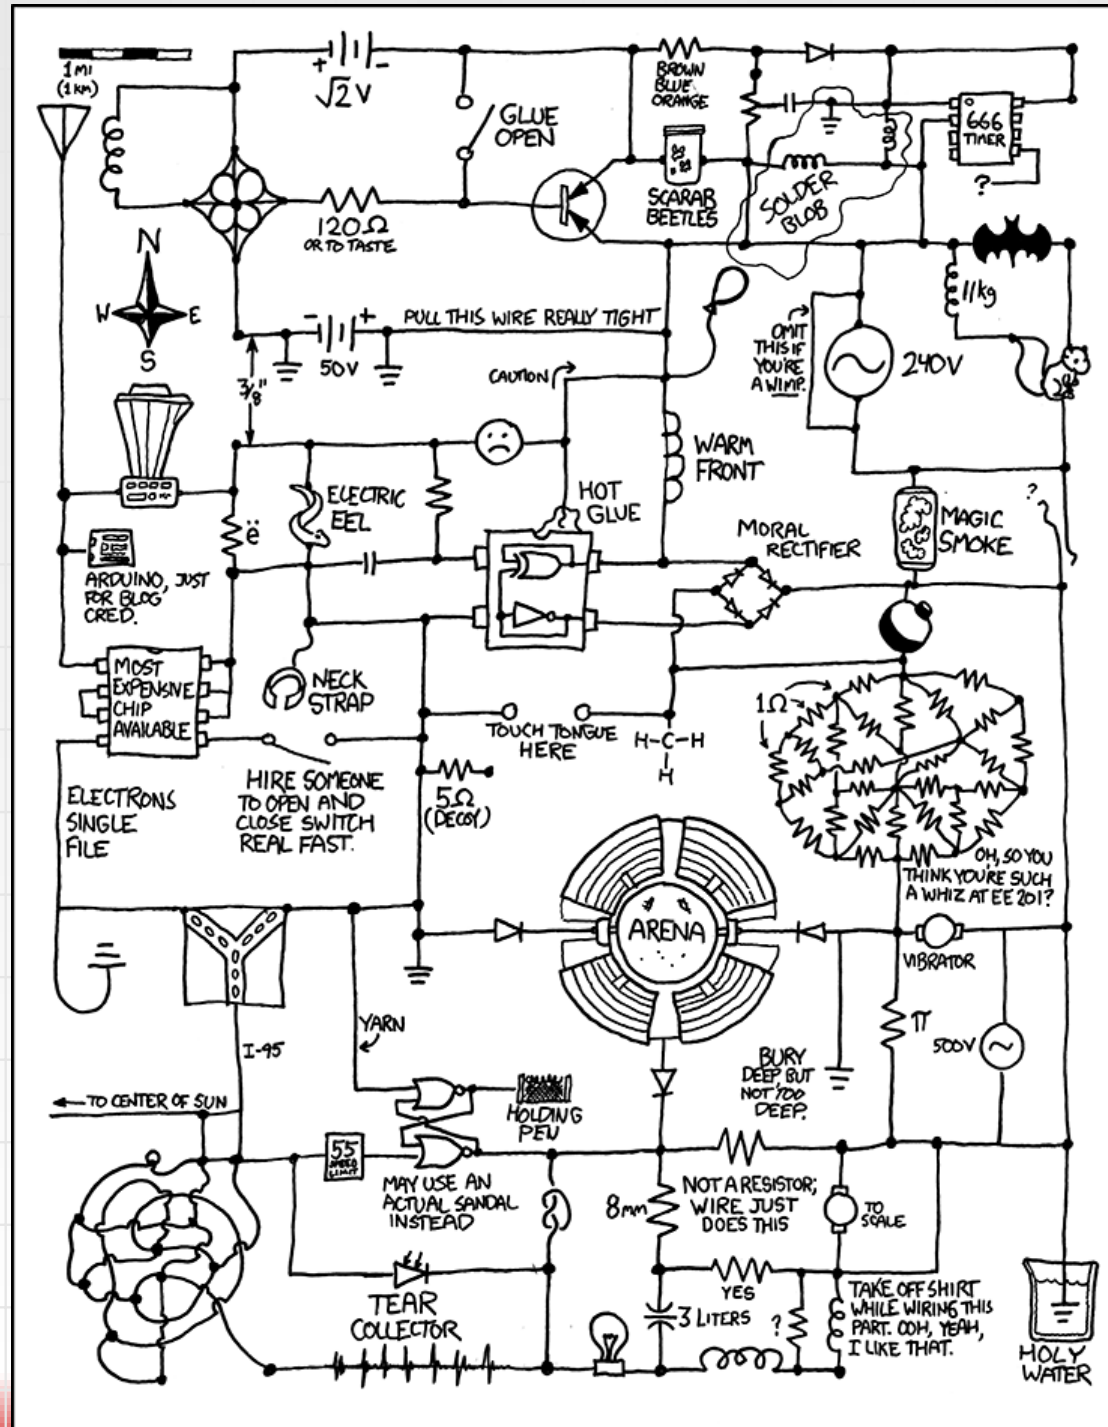 1 MI
(1 KM)
+ -
√2 V
GLUE
OPEN
BROWN
BLUE
ORANGE
666
TIMER
?
SCARAB
BEETLES
SOLDER
BLOB
120Ω
OR TO TASTE
N
W E
S
- +
50V
PULL THIS WIRE REALLY TIGHT
3/8"
CAUTION
OMIT
THIS IF
YOU'RE
A WIMP.
240V
11kg
WARM
FRONT
HOT
GLUE
ELECTRIC
EEL
ë
ARDUINO, JUST
FOR BLOG
CRED.
MORAL
RECTIFIER
MAGIC
SMOKE
?
MOST
EXPENSIVE
CHIP
AVAILABLE
NECK
STRAP
TOUCH TONGUE
HERE
H-C-H
H
1Ω
HIRE SOMEONE
TO OPEN AND
CLOSE SWITCH
REAL FAST.
5Ω
(DECOY)
ELECTRONS
SINGLE
FILE
OH, SO YOU
THINK YOU'RE SUCH
A WHIZ AT EE 201?
ARENA
VIBRATOR
YARN
I-95
π
500V
BURY
DEEP, BUT
NOT TOO
DEEP.
TO CENTER OF SUN
HOLDING
PEN
55
SPEED
LIMIT
MAY USE AN
ACTUAL SANDAL
INSTEAD
8mm
NOT A RESISTOR;
WIRE JUST
DOES THIS
TO
SCALE
YES
TEAR
COLLECTOR
3 LITERS
?
TAKE OFF SHIRT
WHILE WIRING THIS
PART. OOH, YEAH,
I LIKE THAT.
HOLY
WATER